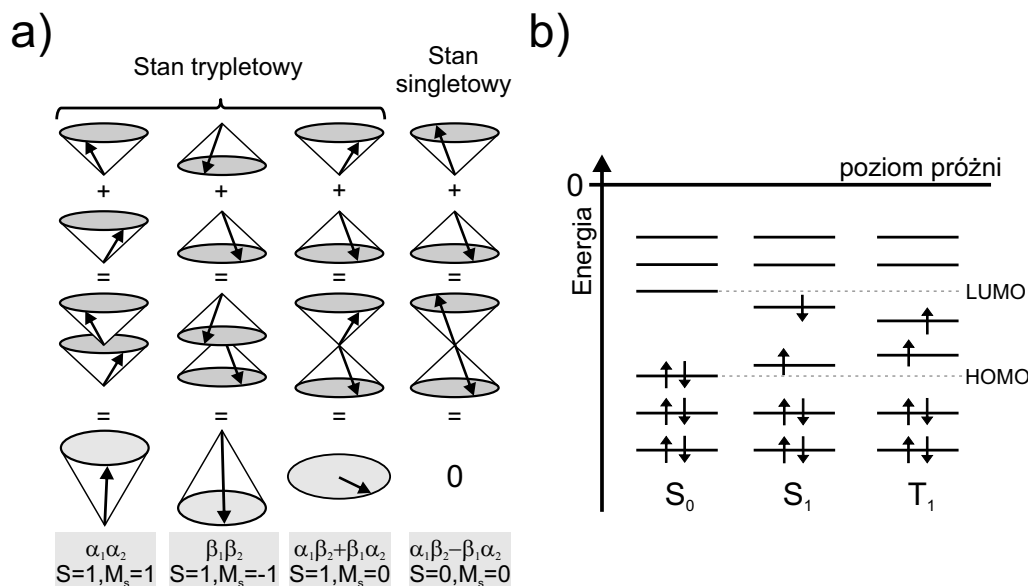 a)
Stan trypletowy
Stan
singletowy
+ + + +
= = = =
= = = =
0
α₁α₂
S=1,Mₛ=1
β₁β₂
S=1,Mₛ=-1
α₁β₂+β₁α₂
S=1,Mₛ=0
α₁β₂−β₁α₂
S=0,Mₛ=0
b)
poziom próżni
0
Energia
LUMO
HOMO
S₀
S₁
T₁